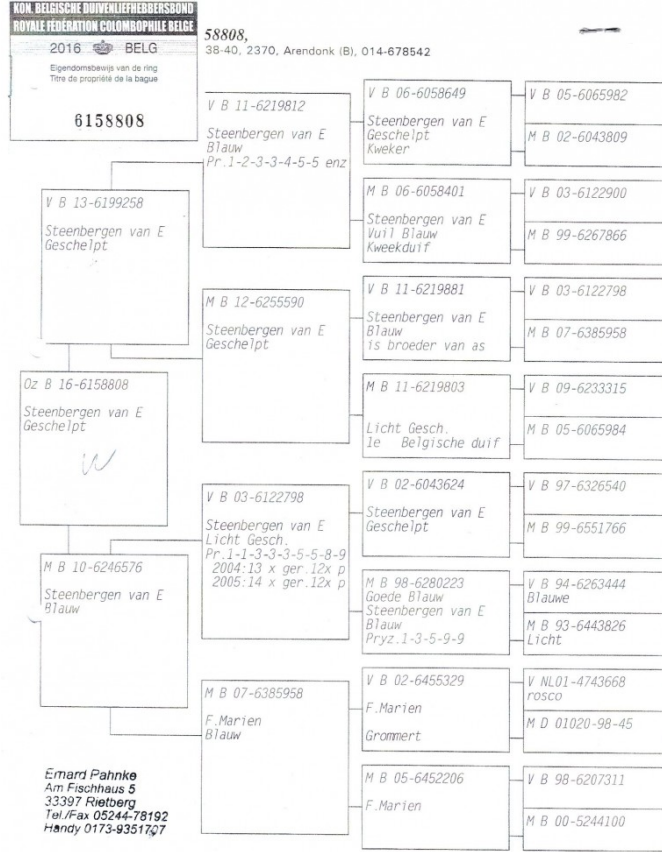 KON. BELGISCHE DUIVENLIEFHEBBERSBOND
ROYALE FÉDÉRATION COLOMBOPHILE BELGE
2016 BELG
Eigendomsbewijs van de ring
Titre de propriété de la bague
6158808
58808,
38-40, 2370, Arendonk (B), 014-678542
Oz B 16-6158808
Steenbergen van E
Geschelpt
V B 13-6199258
Steenbergen van E
Geschelpt
M B 10-6246576
Steenbergen van E
Blauw
V B 11-6219812
Steenbergen van E
Blauw
Pr.1-2-3-3-4-5-5 enz
M B 12-6255590
Steenbergen van E
Geschelpt
V B 03-6122798
Steenbergen van E
Licht Gesch.
Pr.1-1-3-3-3-5-5-8-9
2004:13 x ger.12x p
2005:14 x ger.12x p
M B 07-6385958
F.Marien
Blauw
V B 06-6058649
Steenbergen van E
Geschelpt
Kweker
M B 06-6058401
Steenbergen van E
Vuil Blauw
Kweekduif
V B 11-6219881
Steenbergen van E
Blauw
is broeder van as
M B 11-6219803
Licht Gesch.
1e Belgische duif
V B 02-6043624
Steenbergen van E
Geschelpt
M B 98-6280223
Goede Blauw
Steenbergen van E
Blauw
Pryz.1-3-5-9-9
V B 02-6455329
F.Marien
Grommert
M B 05-6452206
F.Marien
V B 05-6065982
M B 02-6043809
V B 03-6122900
M B 99-6267866
V B 03-6122798
M B 07-6385958
V B 09-6233315
M B 05-6065984
V B 97-6326540
M B 99-6551766
V B 94-6263444
Blauwe
M B 93-6443826
Licht
V NL01-4743668
rosco
M D 01020-98-45
V B 98-6207311
M B 00-5244100
Ernard Pahnke
Am Fischhaus 5
33397 Rietberg
Tel./Fax 05244-78192
Handy 0173-9351707